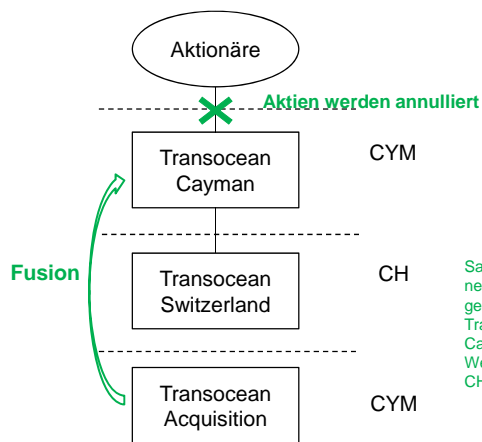 Aktionäre
Aktien werden annulliert
Transocean
Cayman
CYM
Fusion
Transocean
Switzerland
CH
Transocean
Acquisition
CYM